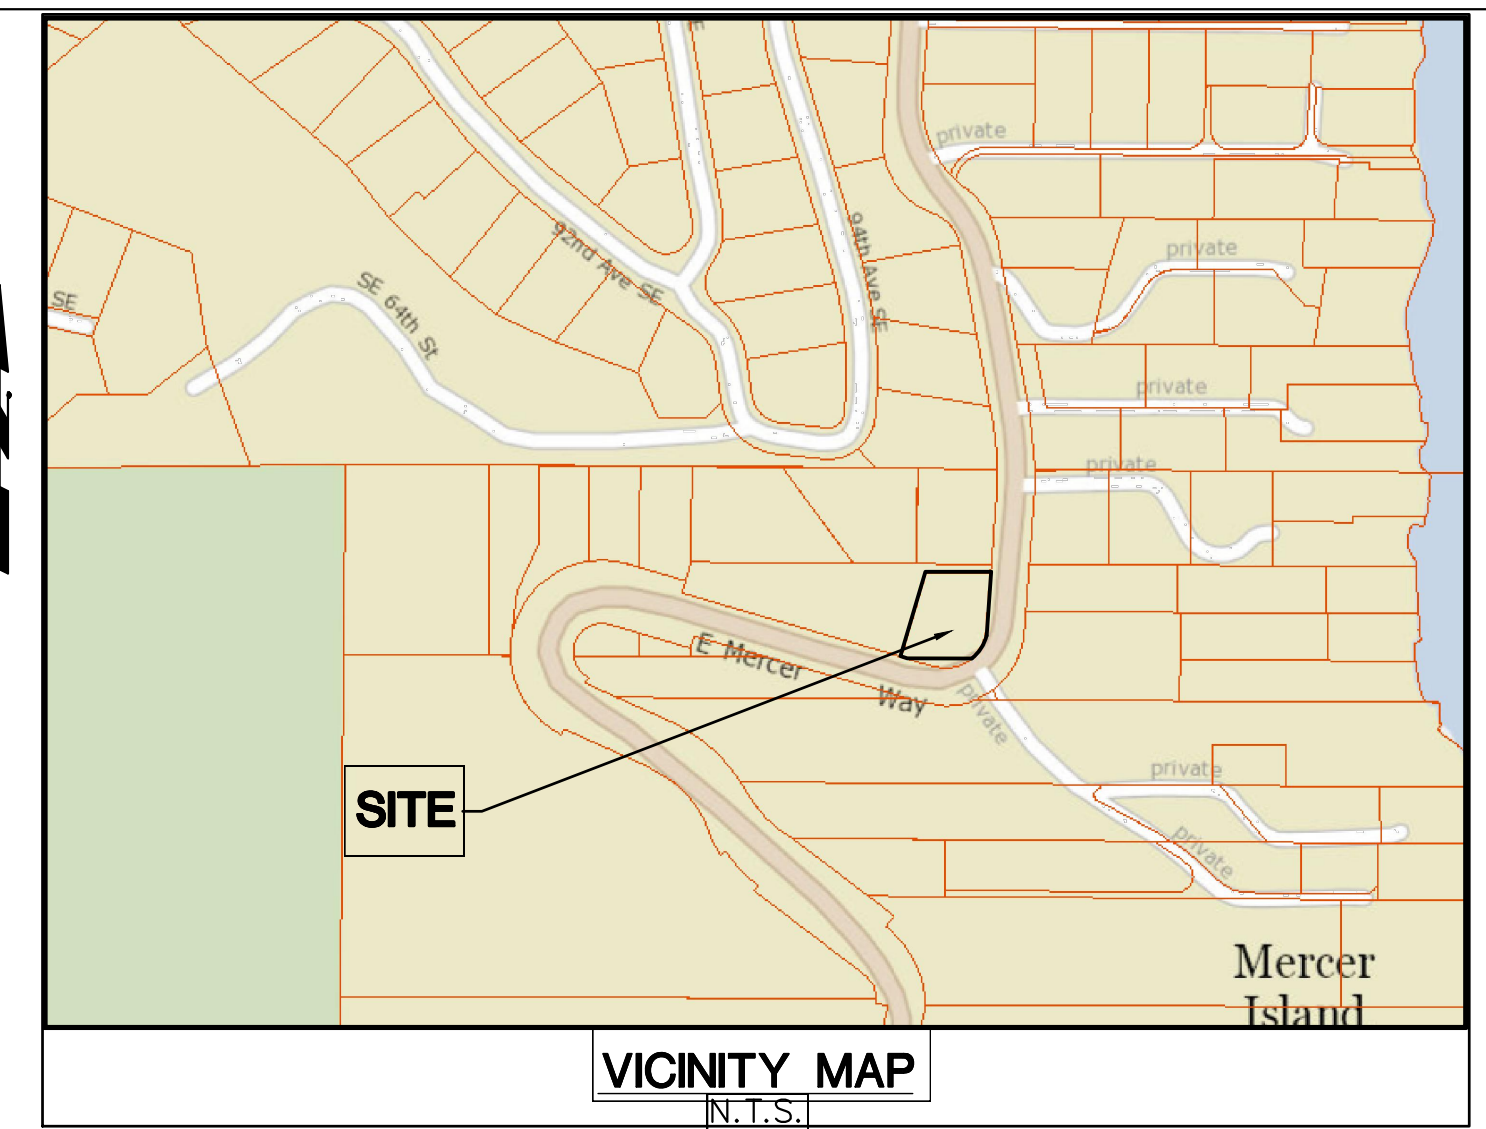 private
94th Ave SE
92nd Ave SE
private
SE 64th St
SE
private
private
E Mercer Way
private
private
SITE
private
Mercer
Island
VICINITY MAP
N.T.S.